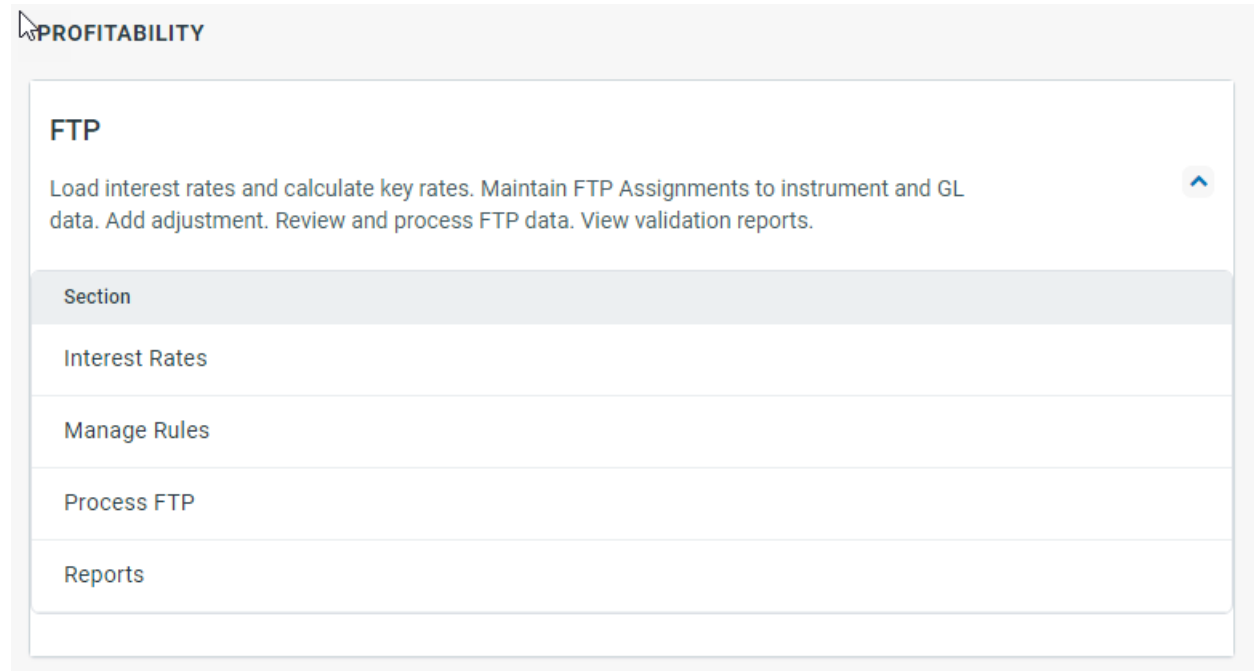 PROFITABILITY
FTP
Load interest rates and calculate key rates. Maintain FTP Assignments to instrument and GL
data. Add adjustment. Review and process FTP data. View validation reports.
Section
Interest Rates
Manage Rules
Process FTP
Reports